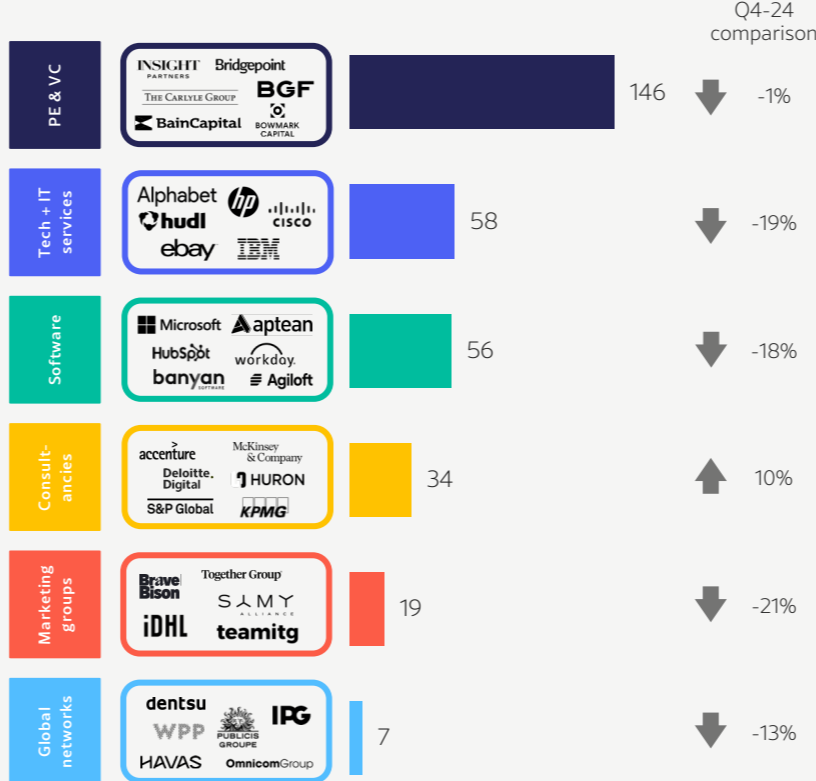 Q4-24
comparison
PE & VC
INSIGHT
PARTNERS
Bridgepoint
THE CARLYLE GROUP
BGF
BainCapital
BOWMARK
CAPITAL
146
-1%
Tech + IT
services
Alphabet
hp
hudl
CISCO
ebay
IBM
58
-19%
Software
Microsoft
aptean
HubSpot
workday.
banyan
SOFTWARE
Agiloft
56
-18%
Consult-
ancies
accenture
McKinsey
& Company
Deloitte.
Digital
HURON
S&P Global
KPMG
34
10%
Marketing
groups
Brave
Bison
Together Group
SAMY
ALLIANCE
iDHL
teamitg
19
-21%
Global
networks
dentsu
WPP
PUBLICIS
GROUPE
IPG
HAVAS
OmnicomGroup
7
-13%